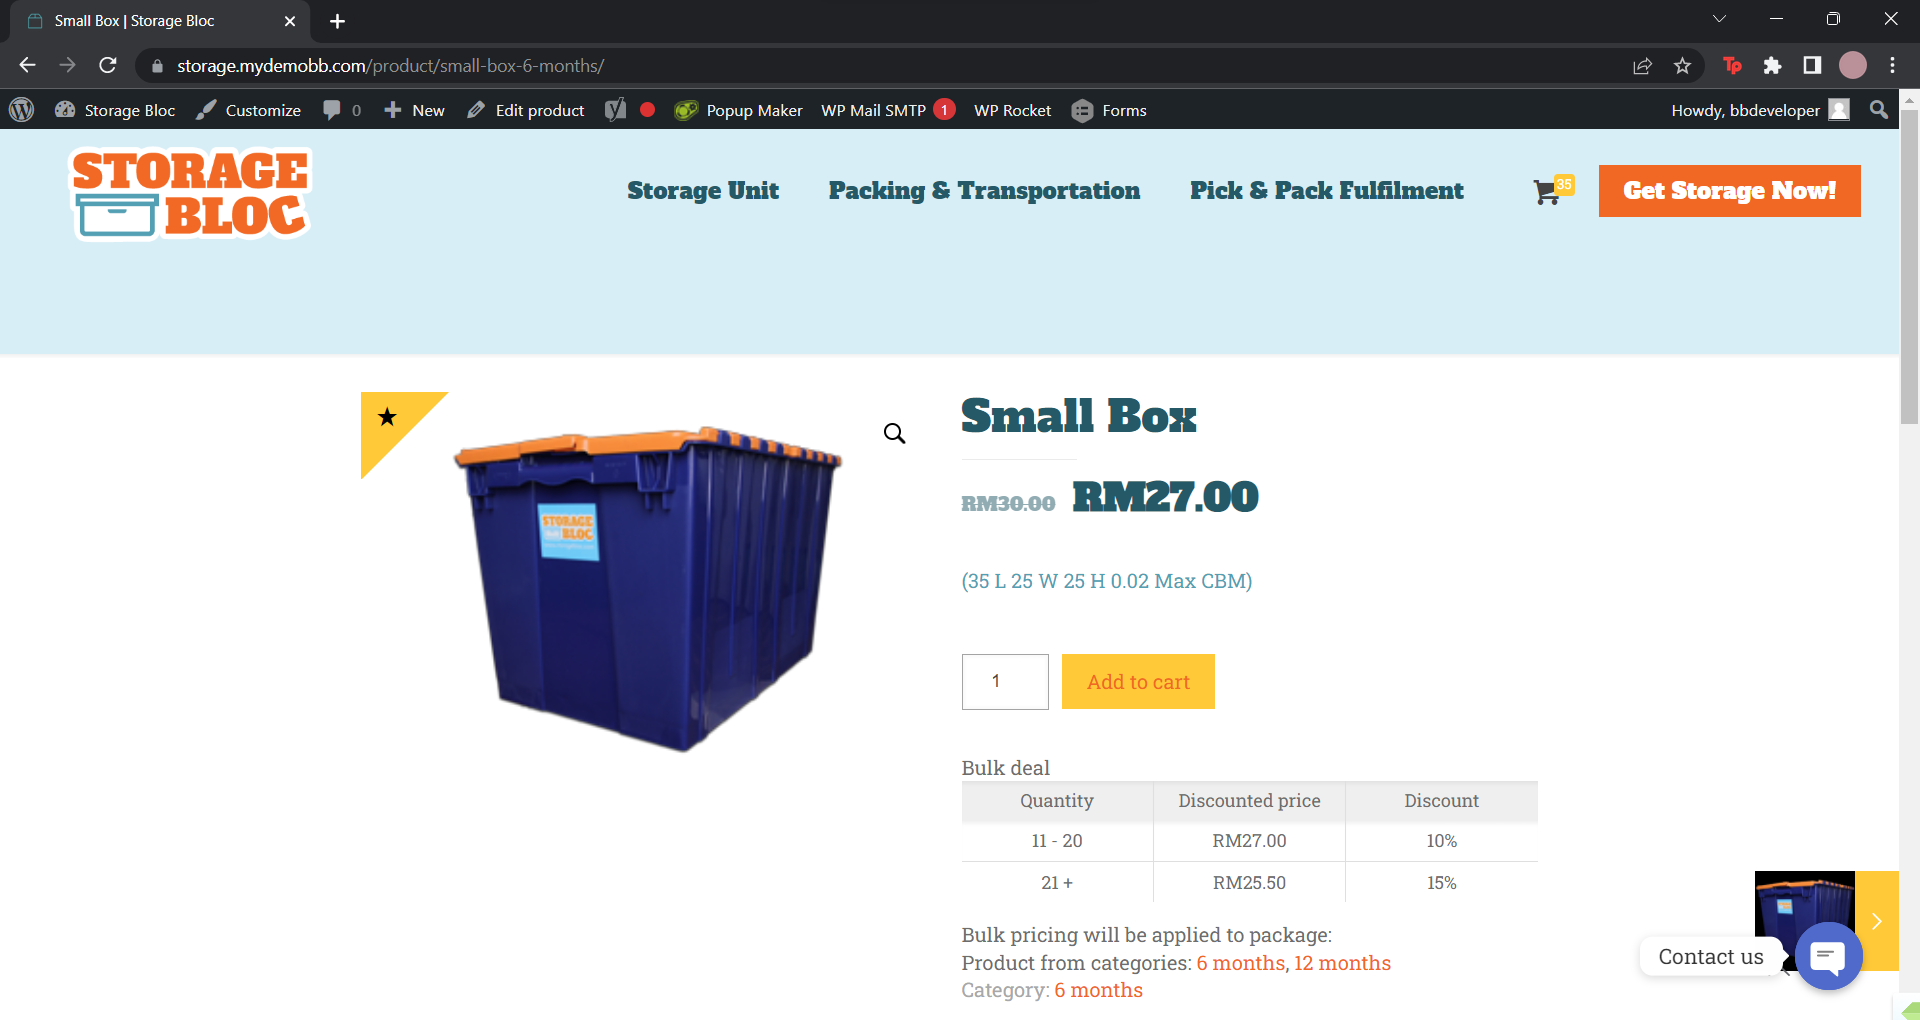 Small Box | Storage Bloc
storage.mydemobb.com/product/small-box-6-months/
Tp
Storage Bloc
Customize
0
New
Edit product
Popup Maker
WP Mail SMTP 1
WP Rocket
Forms
Howdy, bbdeveloper
STORAGE
BLOC
Storage Unit
Packing & Transportation
Pick & Pack Fulfilment
35
Get Storage Now!
STORAGE
BLOC
Small Box
RM30.00 RM27.00
(35 L 25 W 25 H 0.02 Max CBM)
1
Add to cart
Bulk deal
Quantity Discounted price Discount
11 - 20 RM27.00 10%
21 + RM25.50 15%
Bulk pricing will be applied to package:
Product from categories: 6 months, 12 months
Category: 6 months
Contact us